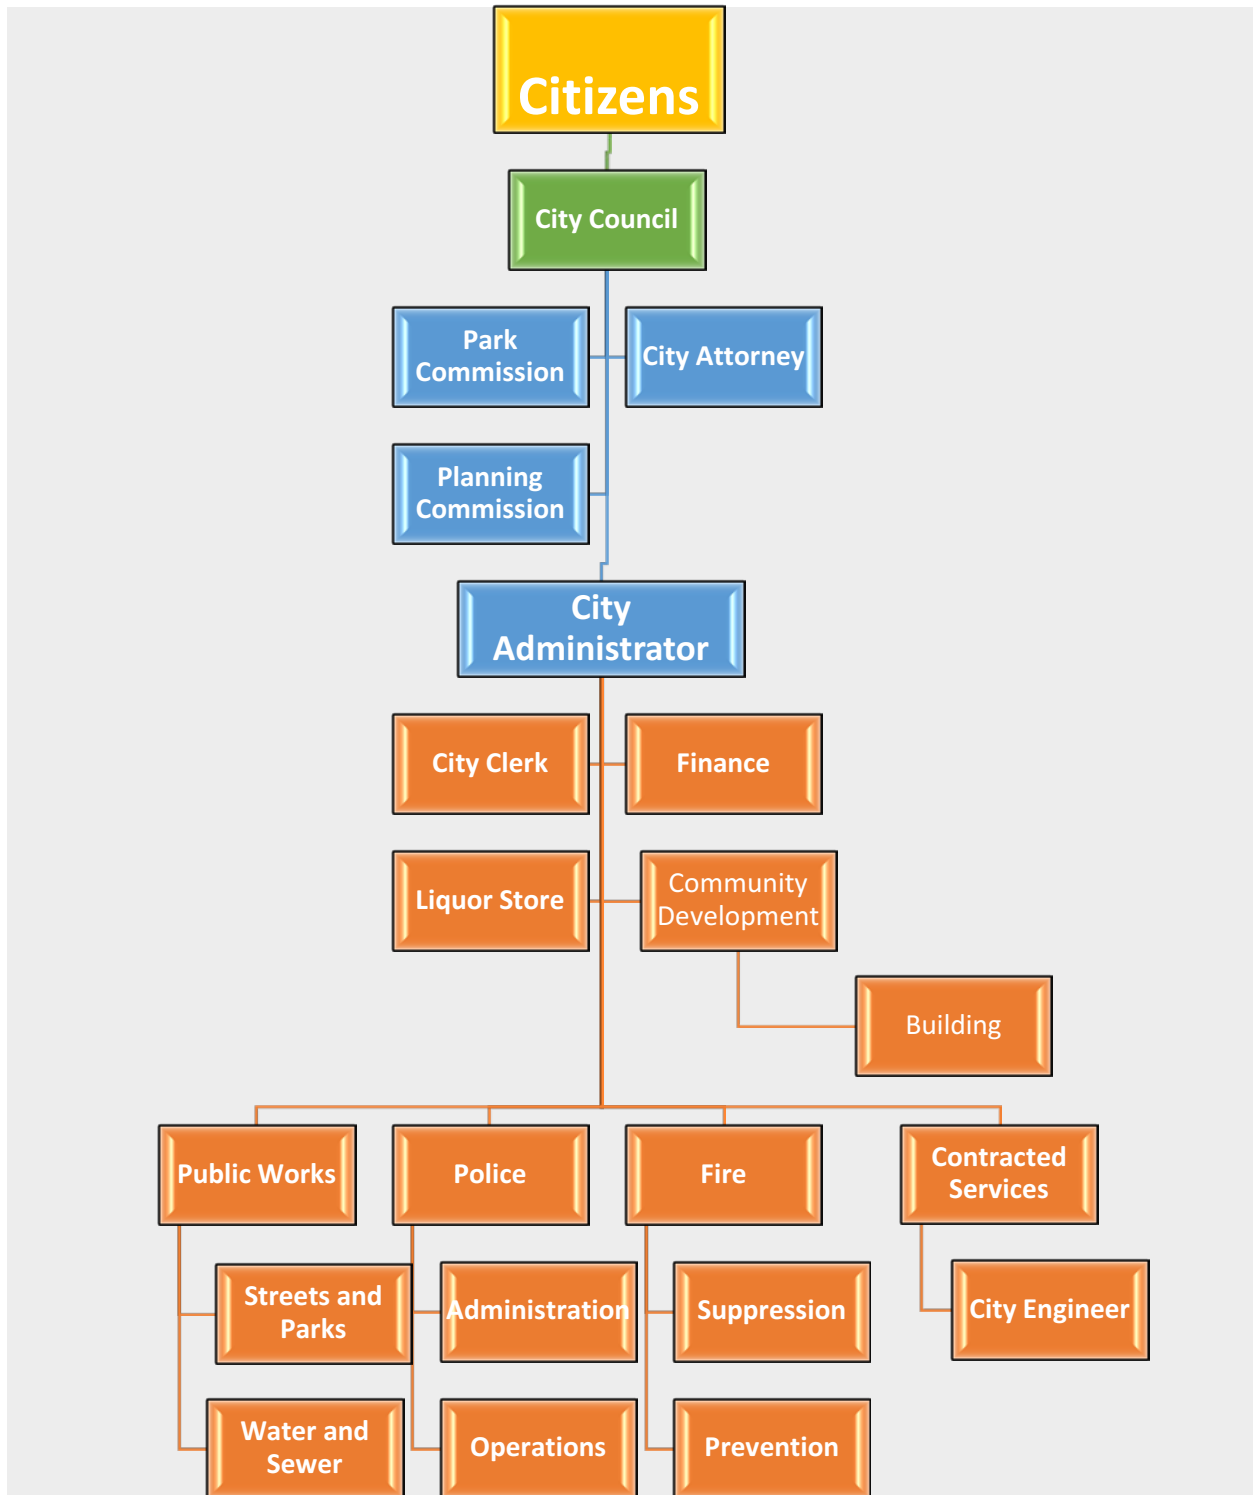 Citizens
City Council
Park
Commission
City Attorney
Planning
Commission
City
Administrator
City Clerk
Finance
Liquor Store
Community
Development
Building
Public Works
Police
Fire
Contracted
Services
Streets and
Parks
Administration
Suppression
City Engineer
Water and
Sewer
Operations
Prevention